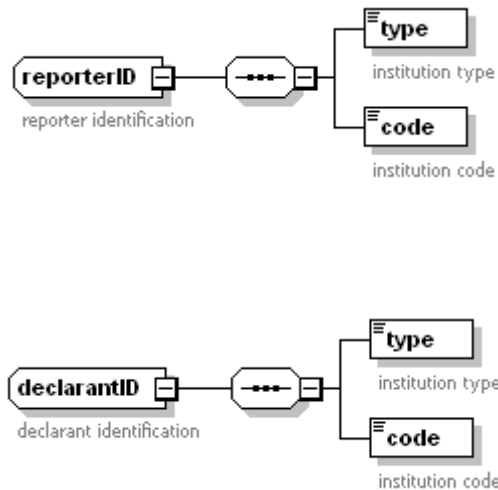 type
institution type
reporterID
reporter identification
code
institution code
type
institution type
declarantID
declarant identification
code
institution code